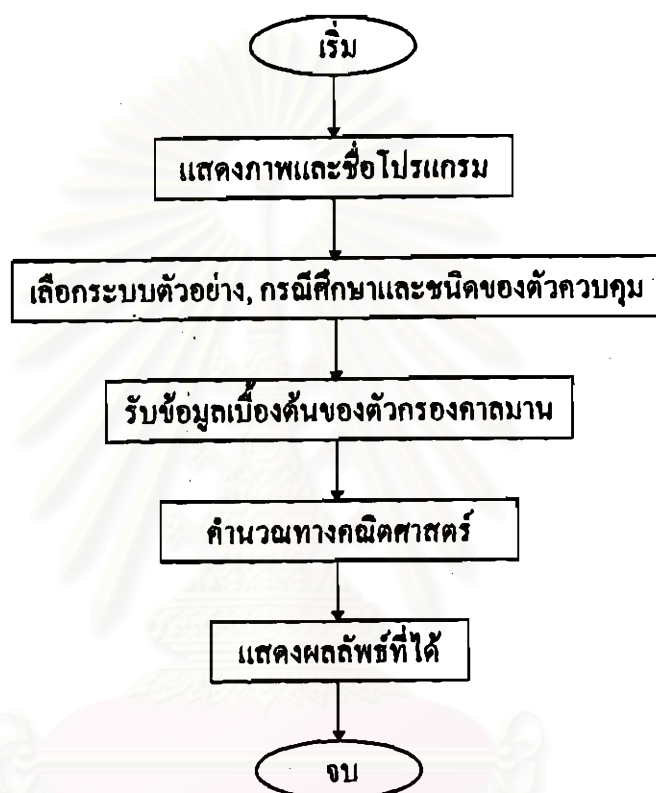 เริ่ม
แสดงภาพและชื่อโปรแกรม
เลือกระบบตัวอย่าง, กรณีศึกษาและชนิดของตัวควบคุม
รับข้อมูลเบื้องต้นของตัวกรองคาลมาน
คำนวณทางคณิตศาสตร์
แสดงผลลัพธ์ที่ได้
จบ